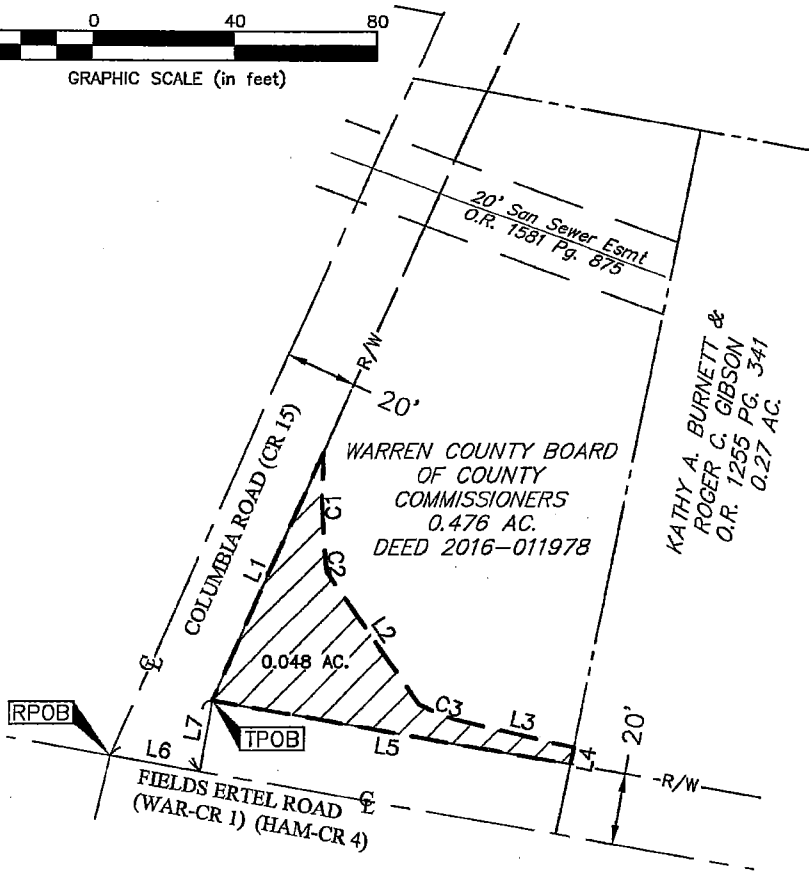 0 40 80
GRAPHIC SCALE (in feet)
20' San Sewer Esmt
O.R. 1581 Pg. 875
R/W
20'
COLUMBIA ROAD (CR 15)
WARREN COUNTY BOARD
OF COUNTY
COMMISSIONERS
0.476 AC.
DEED 2016-011978
KATHY A. BURNETT &
ROGER C. GIBSON
O.R. 1255 PG. 341
0.27 AC.
L1
C2
L2
0.048 AC.
C3
L3
L4
20'
CL
RPOB
L7
TPOB
L5
L6
R/W
FIELDS ERTEL ROAD
(WAR-CR 1) (HAM-CR 4)
CL